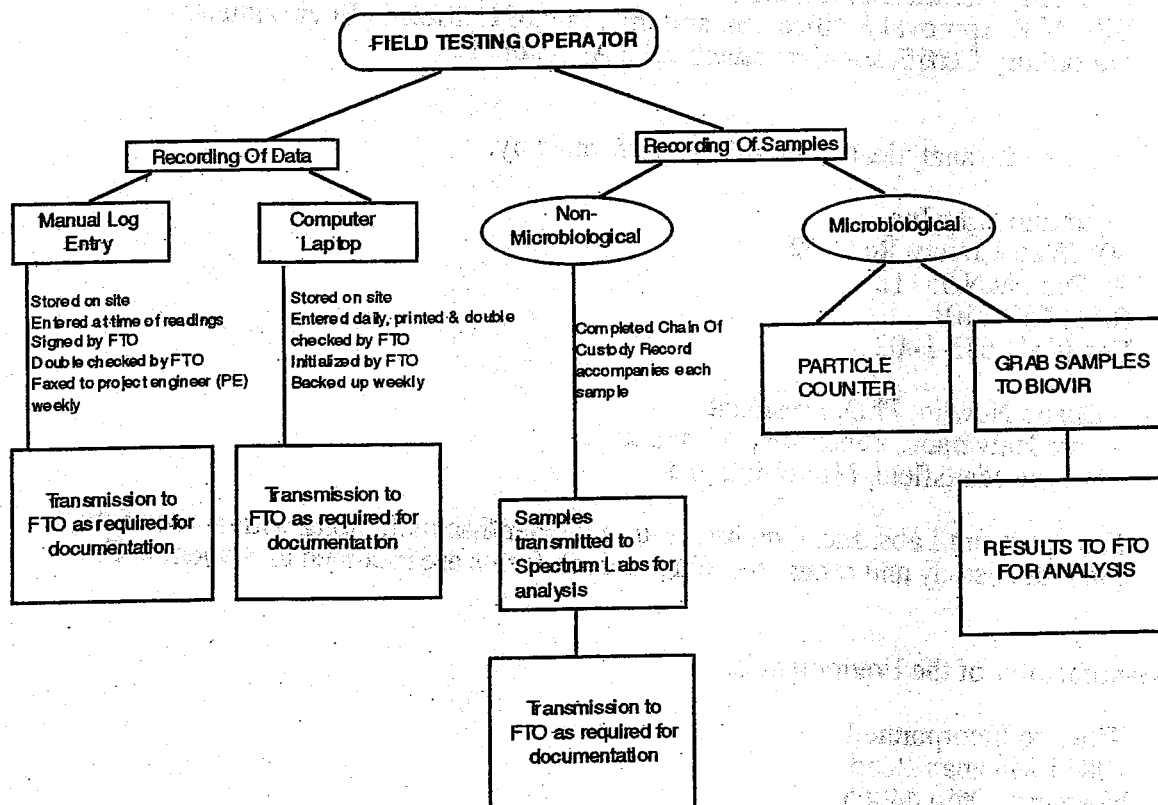 FIELD TESTING OPERATOR
Recording Of Data
Recording Of Samples
Manual Log
Entry
Computer
Laptop
Non-
Microbiological
Microbiological
Stored on site
Entered at time of readings
Signed by FTO
Double checked by FTO
Faxed to project engineer (PE)
weekly
Stored on site
Entered daily, printed & double
checked by FTO
Initialized by FTO
Backed up weekly
Completed Chain Of
Custody Record
accompanies each
sample
PARTICLE
COUNTER
GRAB SAMPLES
TO BIOVIR
Transmission to
FTO as required for
documentation
Transmission to
FTO as required for
documentation
Samples
transmitted to
Spectrum Labs for
analysis
RESULTS TO FTO
FOR ANALYSIS
Transmission to
FTO as required for
documentation